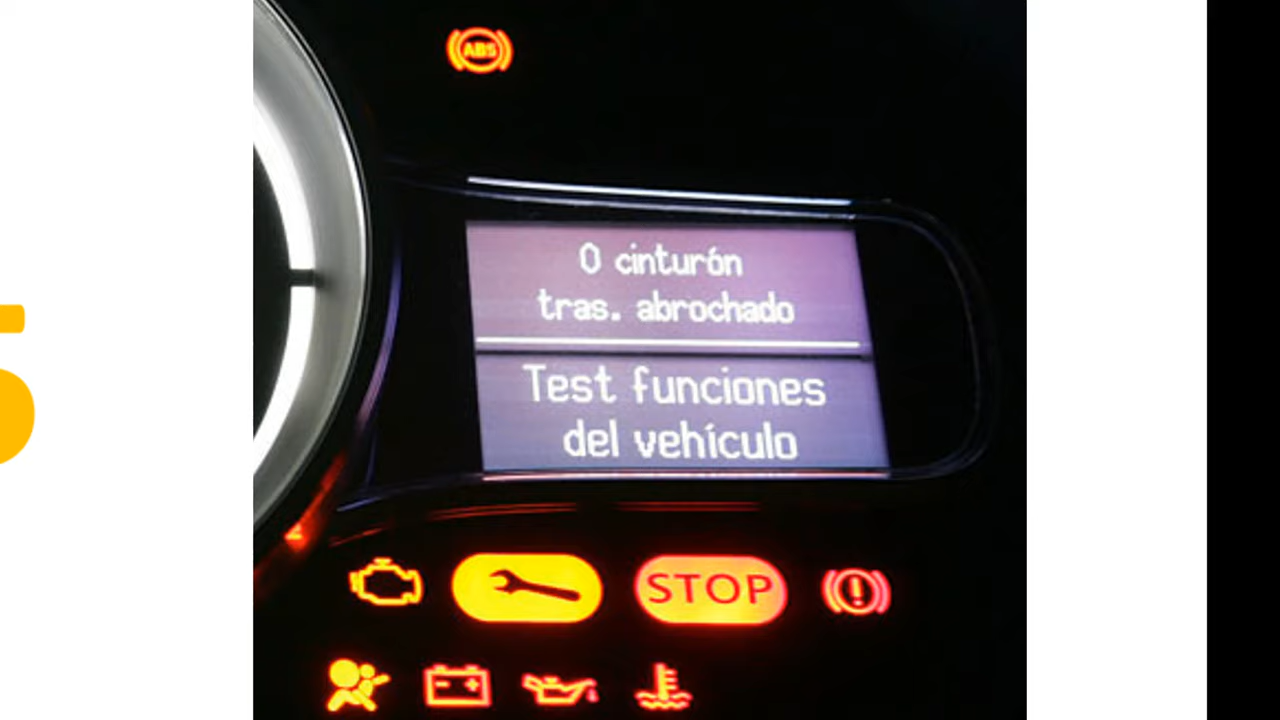 ABS
0 cinturón
tras. abrochado
Test funciones
del vehículo
STOP